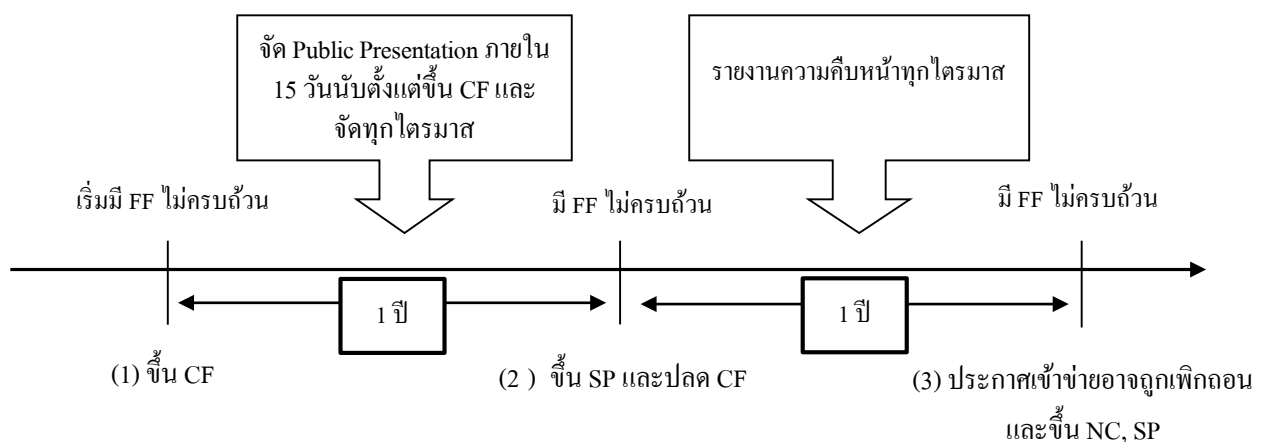 จัด Public Presentation ภายใน
15 วันนับตั้งแต่ขึ้น CF และ
จัดทุกไตรมาส
รายงานความคืบหน้าทุกไตรมาส
เริ่มมี FF ไม่ครบถ้วน
มี FF ไม่ครบถ้วน
มี FF ไม่ครบถ้วน
1 ปี
1 ปี
(1) ขึ้น CF
(2 ) ขึ้น SP และปลด CF
(3) ประกาศเข้าข่ายอาจถูกเพิกถอน
และขึ้น NC, SP